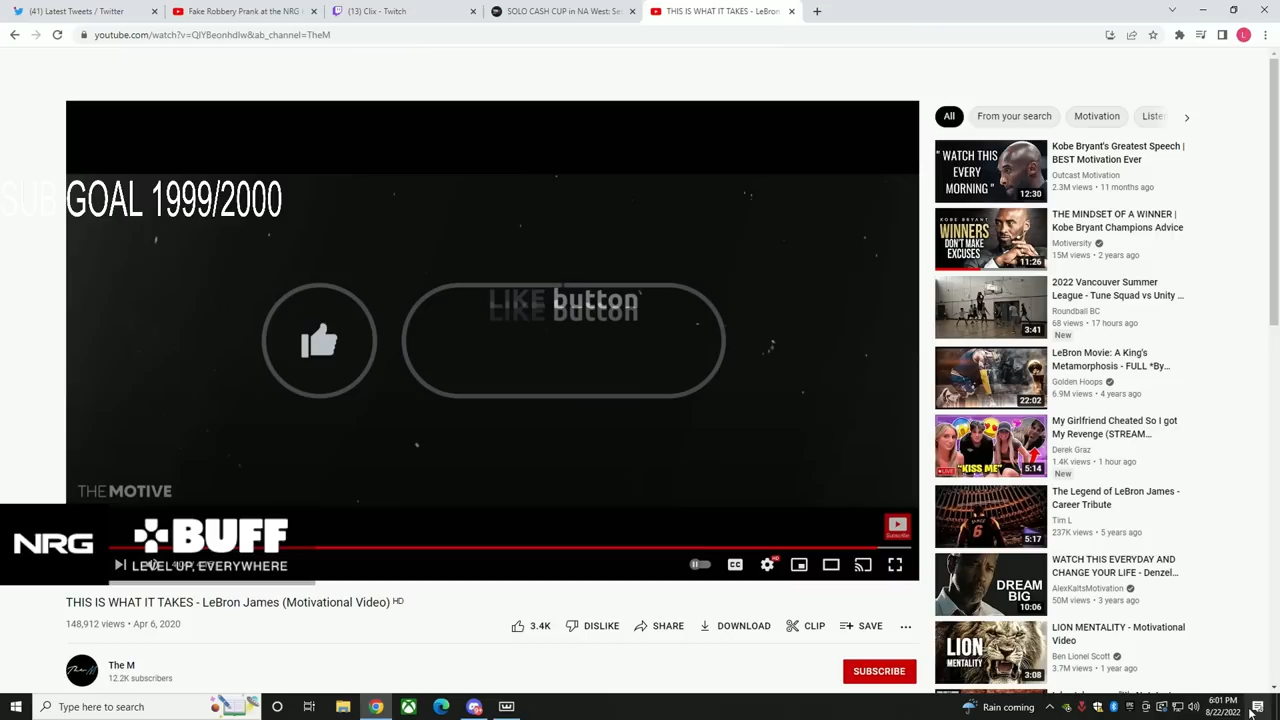 (41) Latest Tweets / Twitter
Fake Robbery Prank at the NRG
(13) Clix - Twitch
SOLO CASH CUP in NA West: Se
THIS IS WHAT IT TAKES - LeBron
youtube.com/watch?v=QIYBeonhdIw&ab_channel=TheM
L
All
From your search
Motivation
SUB GOAL 1999/2000
LIKE button
THE MOTIVE
Subscribe
NRG
BUFF
LEVEL UP, EVERYWHERE
CC
HD
THIS IS WHAT IT TAKES - LeBron James (Motivational Video) HD
148,912 views • Apr 6, 2020
3.4K
DISLIKE
SHARE
DOWNLOAD
CLIP
SAVE
The M
12.2K subscribers
SUBSCRIBE
" WATCH THIS
EVERY
MORNING "
12:30
Kobe Bryant's Greatest Speech |
BEST Motivation Ever
Outcast Motivation
2.3M views • 11 months ago
KOBE BRYANT
WINNERS
DON'T MAKE
EXCUSES
11:26
THE MINDSET OF A WINNER |
Kobe Bryant Champions Advice
Motiversity
15M views • 2 years ago
3:41
2022 Vancouver Summer
League - Tune Squad vs Unity ...
Roundball BC
68 views • 17 hours ago
New
22:02
LeBron Movie: A King's
Metamorphosis - FULL *By...
Golden Hoops
6.9M views • 4 years ago
LIVE
"KISS ME"
5:14
My Girlfriend Cheated So I got
My Revenge (STREAM...
Derek Graz
1.4K views • 1 hour ago
New
JAMES
6
5:17
The Legend of LeBron James -
Career Tribute
Tim L
237K views • 5 years ago
DREAM
BIG
10:06
WATCH THIS EVERYDAY AND
CHANGE YOUR LIFE - Denzel...
AlexKaltsMotivation
50M views • 3 years ago
LION
MENTALITY
3:08
LION MENTALITY - Motivational
Video
Ben Lionel Scott
3.7M views • 1 year ago
Type here to search
Rain coming
6:01 PM
8/22/2022